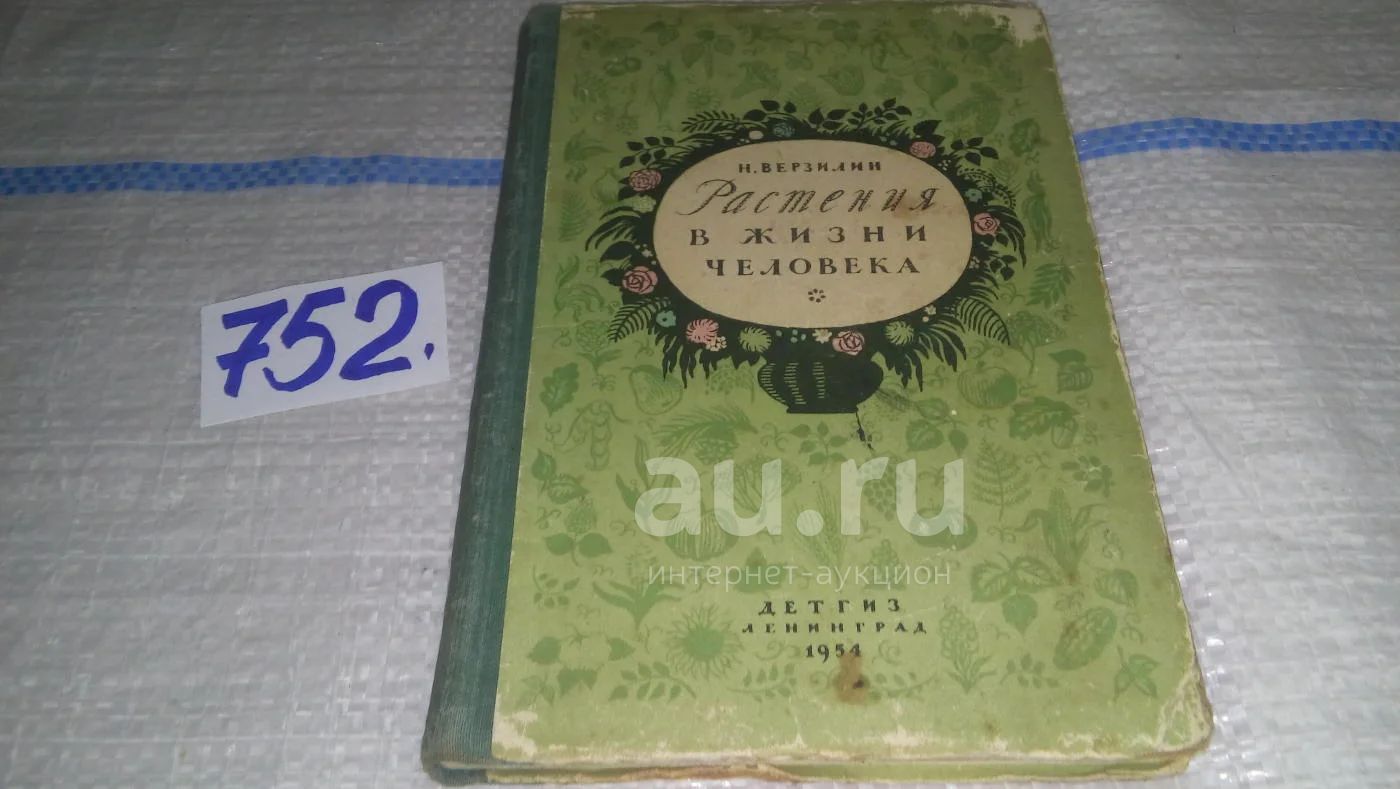 Н. ВЕРЗИЛИН
Растения
В ЖИЗНИ
ЧЕЛОВЕКА
752.
au.ru
интернет-аукцион
ДЕТГИЗ
ЛЕНИНГРАД
1954